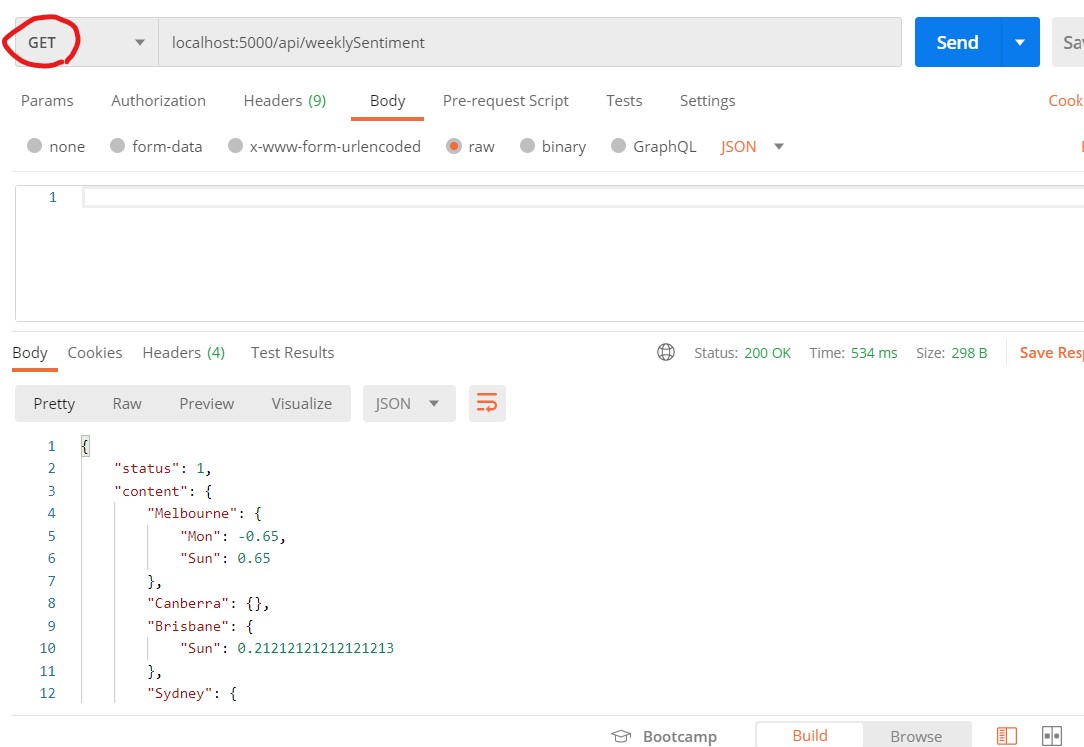 GET localhost:5000/api/weeklySentiment Send Sav
Params Authorization Headers (9) Body Pre-request Script Tests Settings Cook
none form-data x-www-form-urlencoded raw binary GraphQL JSON
1
Body Cookies Headers (4) Test Results Status: 200 OK Time: 534 ms Size: 298 B Save Resp
Pretty Raw Preview Visualize JSON
1 {
2 "status": 1,
3 "content": {
4 "Melbourne": {
5 "Mon": -0.65,
6 "Sun": 0.65
7 },
8 "Canberra": {},
9 "Brisbane": {
10 "Sun": 0.21212121212121213
11 },
12 "Sydney": {
Bootcamp Build Browse